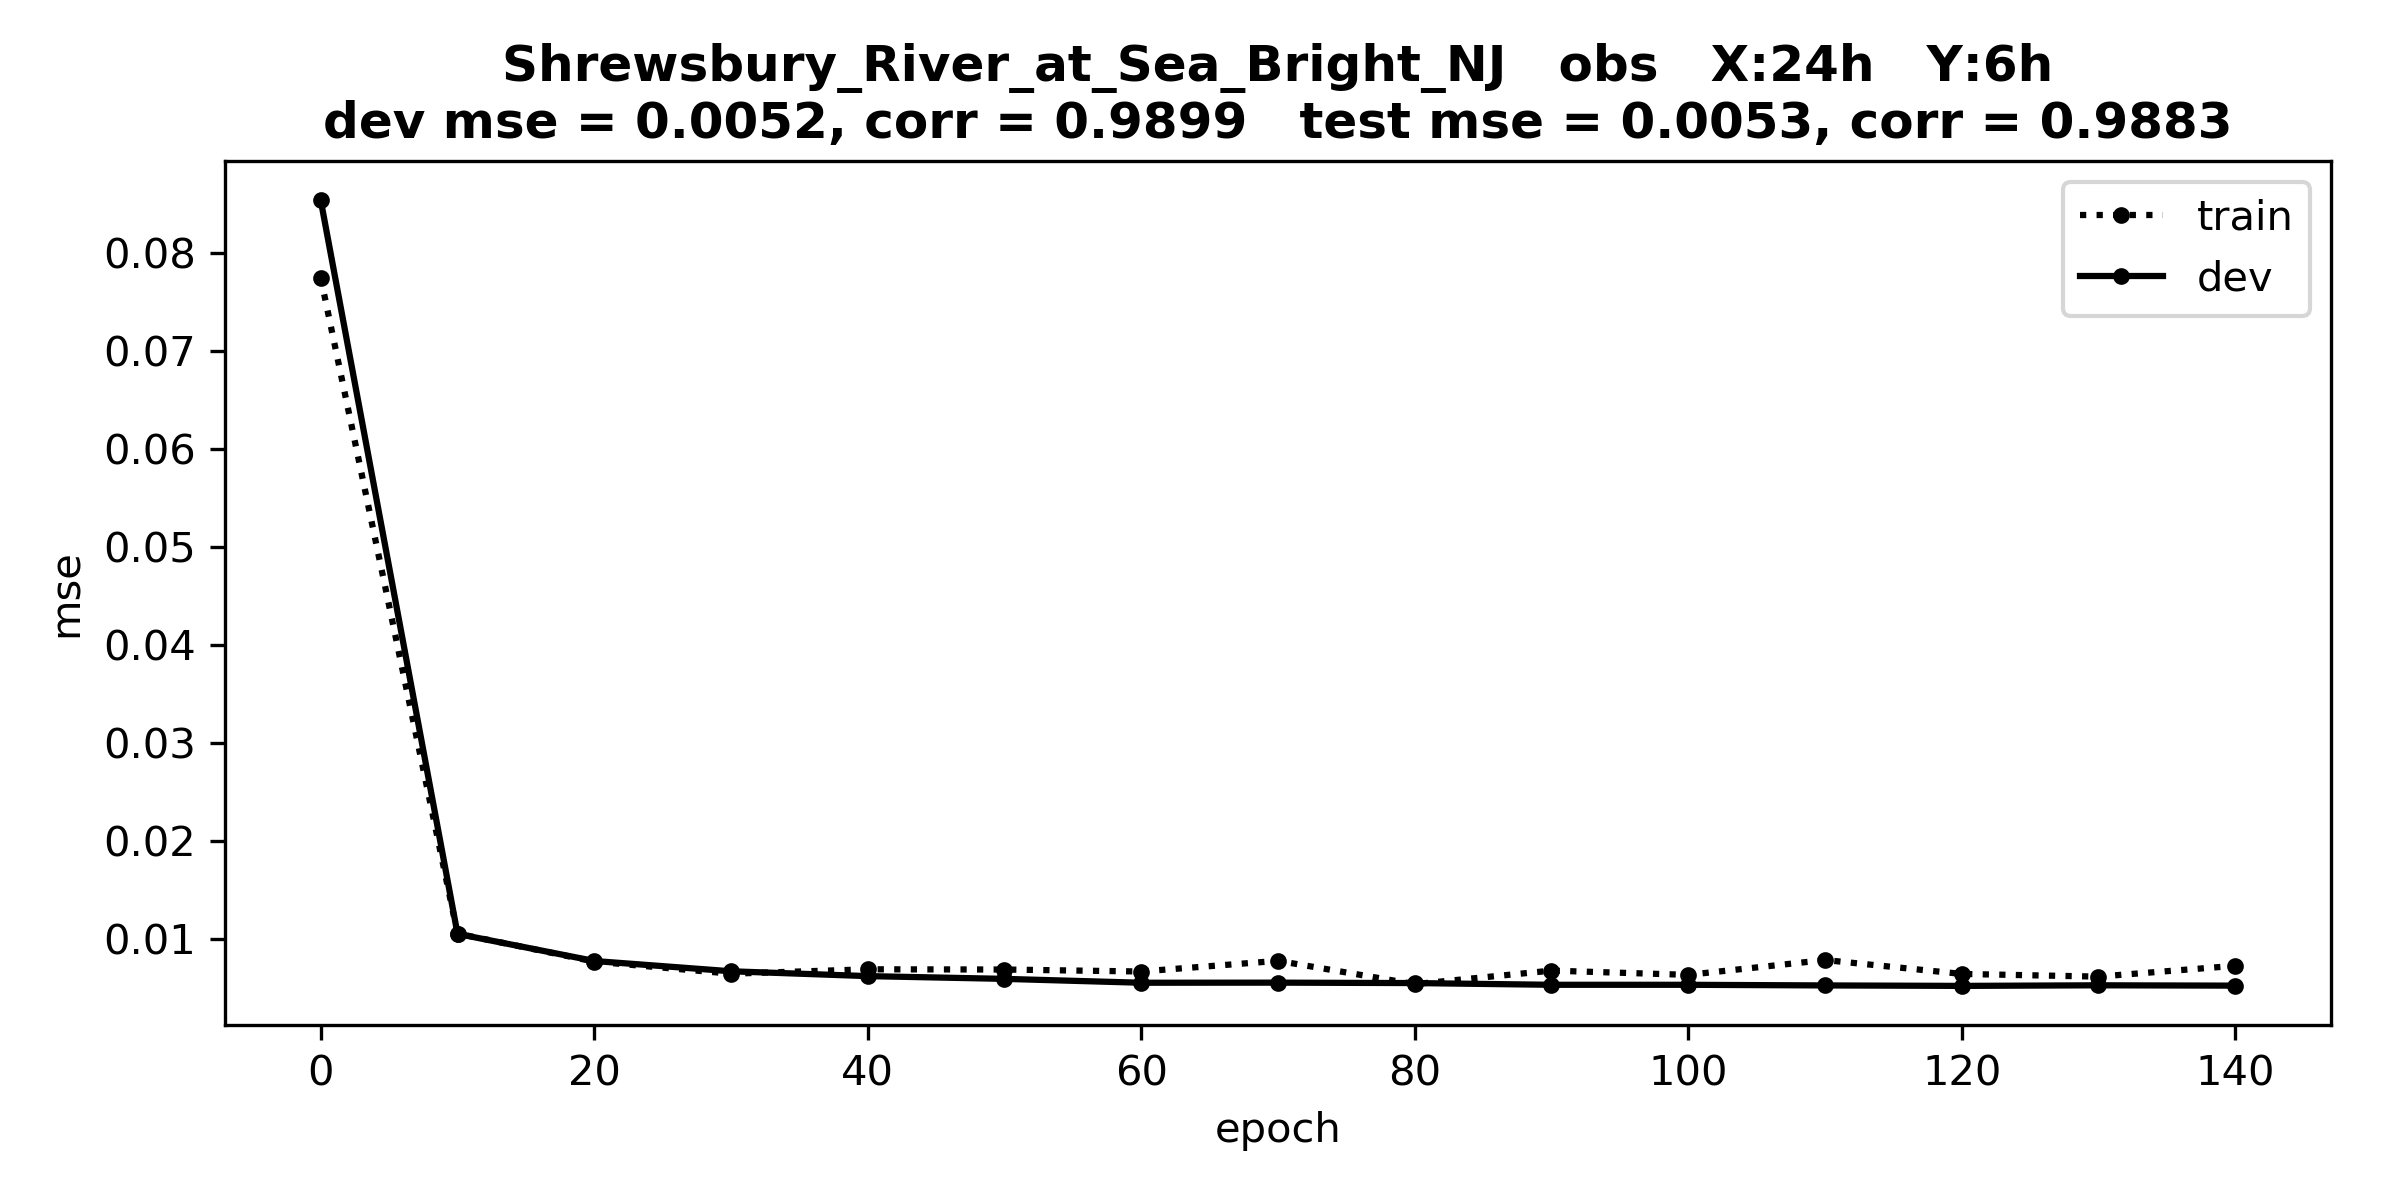 Shrewsbury_River_at_Sea_Bright_NJ obs X:24h Y:6h
dev mse = 0.0052, corr = 0.9899 test mse = 0.0053, corr = 0.9883
train
dev
0.08
0.07
0.06
0.05
0.04
0.03
0.02
0.01
mse
0 20 40 60 80 100 120 140
epoch